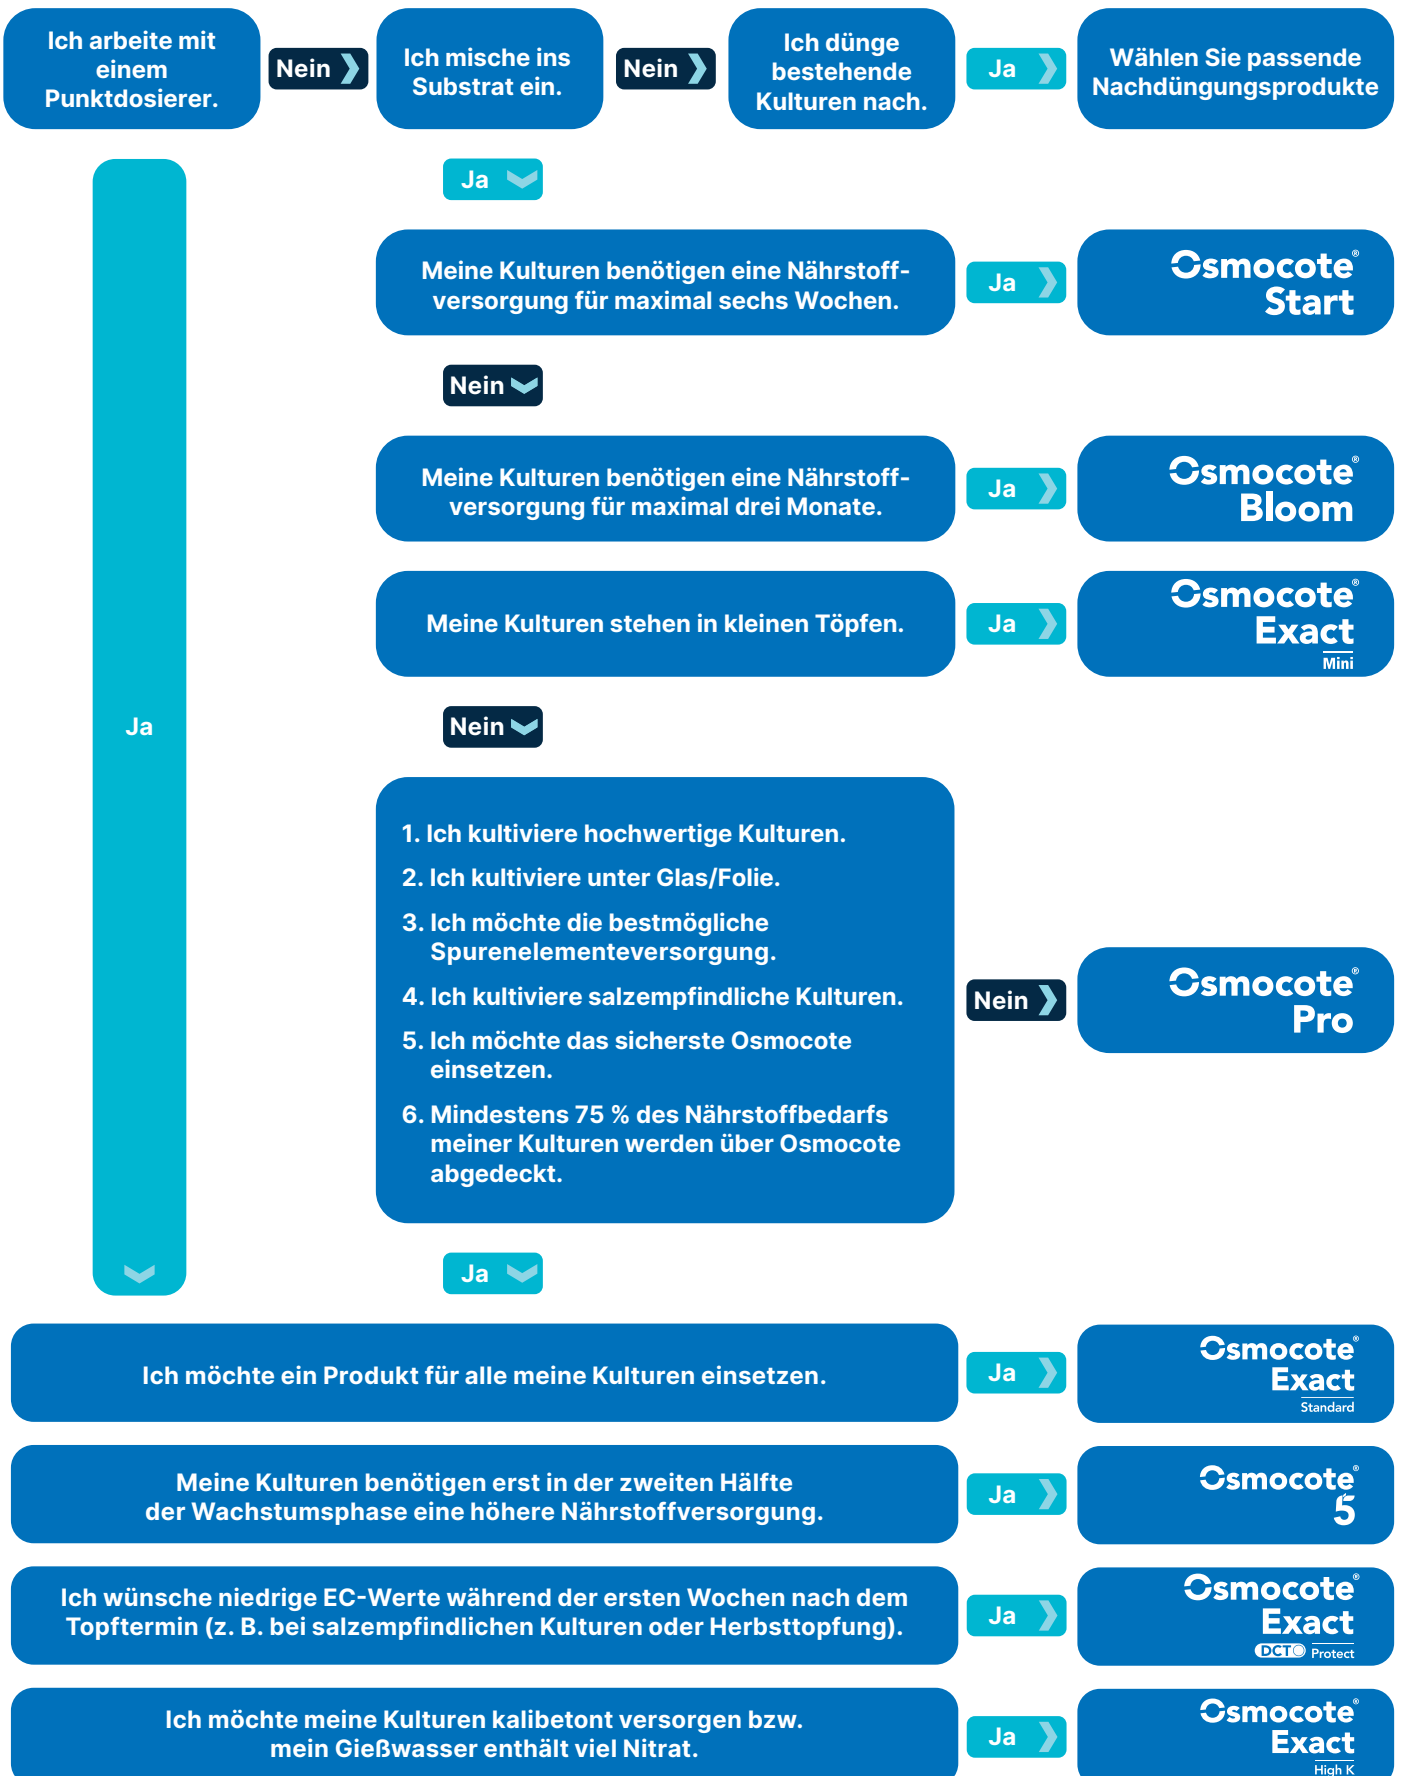 Ich arbeite mit
einem
Punktdosierer.
Nein
Ich mische ins
Substrat ein.
Nein
Ich dünge
bestehende
Kulturen nach.
Ja
Wählen Sie passende
Nachdüngungsprodukte
Ja
Meine Kulturen benötigen eine Nährstoff-
versorgung für maximal sechs Wochen.
Ja
Osmocote®
Start
Nein
Meine Kulturen benötigen eine Nährstoff-
versorgung für maximal drei Monate.
Ja
Osmocote®
Bloom
Meine Kulturen stehen in kleinen Töpfen.
Ja
Osmocote®
Exact
Mini
Ja
Nein
1. Ich kultiviere hochwertige Kulturen.
2. Ich kultiviere unter Glas/Folie.
3. Ich möchte die bestmögliche
Spurenelementeversorgung.
4. Ich kultiviere salzempfindliche Kulturen.
5. Ich möchte das sicherste Osmocote
einsetzen.
6. Mindestens 75 % des Nährstoffbedarfs
meiner Kulturen werden über Osmocote
abgedeckt.
Nein
Osmocote®
Pro
Ja
Ich möchte ein Produkt für alle meine Kulturen einsetzen.
Ja
Osmocote®
Exact
Standard
Meine Kulturen benötigen erst in der zweiten Hälfte
der Wachstumsphase eine höhere Nährstoffversorgung.
Ja
Osmocote®
5
Ich wünsche niedrige EC-Werte während der ersten Wochen nach dem
Topftermin (z. B. bei salzempfindlichen Kulturen oder Herbsttopfung).
Ja
Osmocote®
Exact
DCT Protect
Ich möchte meine Kulturen kalibetont versorgen bzw.
mein Gießwasser enthält viel Nitrat.
Ja
Osmocote®
Exact
High K